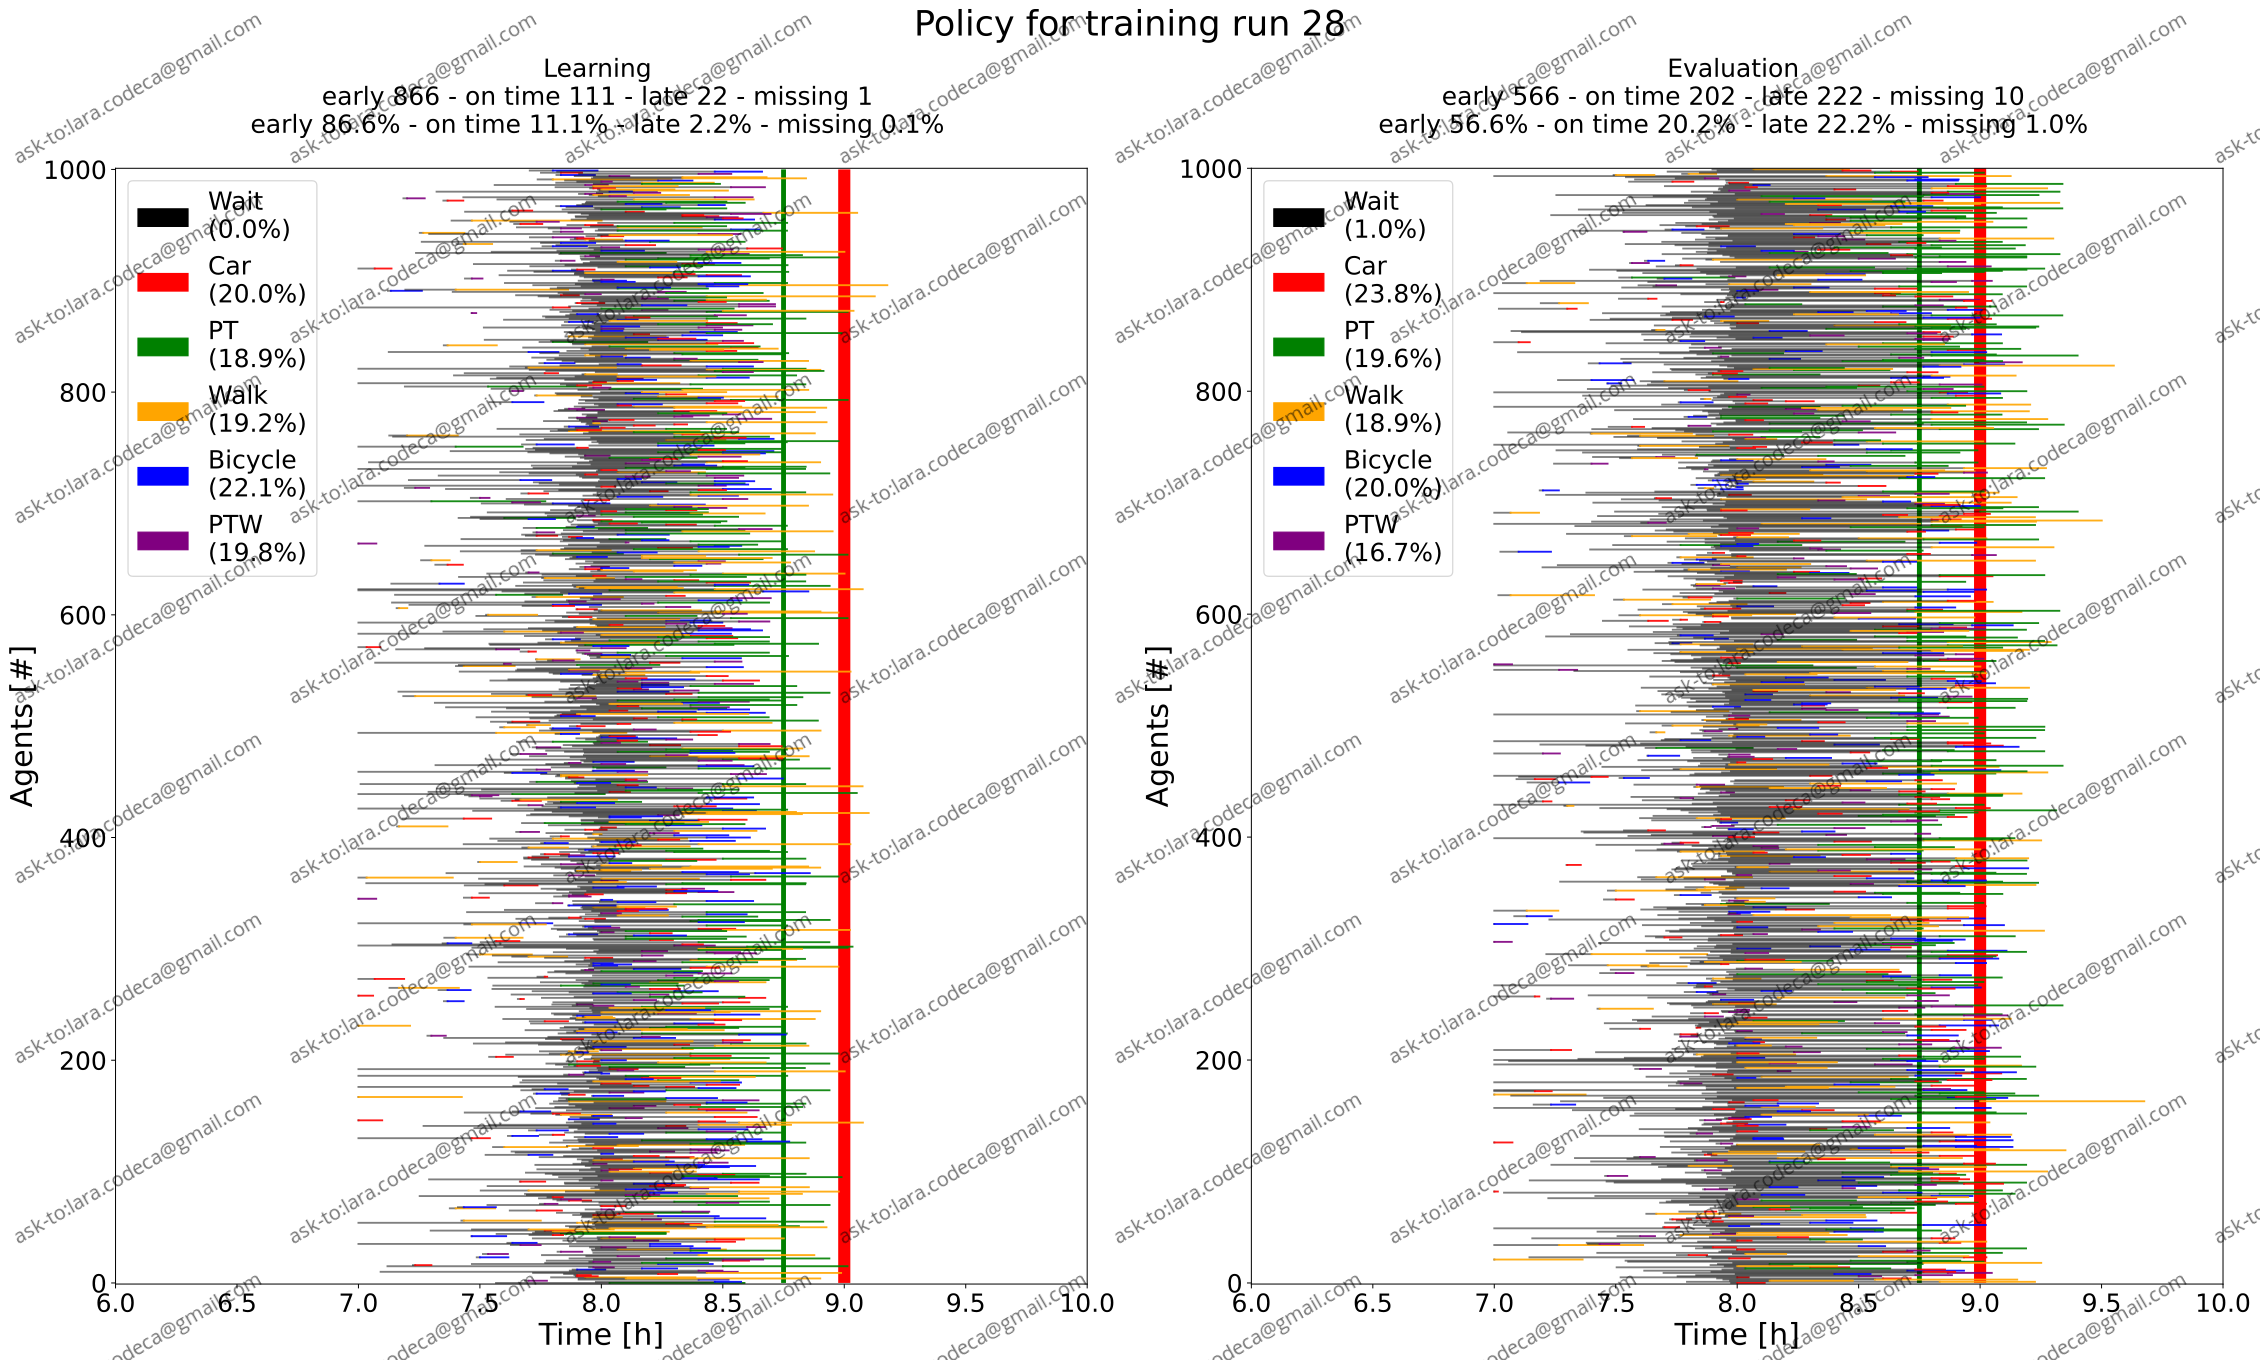 Policy for training run 28
Learning
early 866 - on time 111 - late 22 - missing 1
early 86.6% - on time 11.1% - late 2.2% - missing 0.1%
1000
800
600
400
200
0
Agents [#]
Wait
(0.0%)
Car
(20.0%)
PT
(18.9%)
Walk
(19.2%)
Bicycle
(22.1%)
PTW
(19.8%)
6.0 6.5 7.0 7.5 8.0 8.5 9.0 9.5 10.0
Time [h]
Evaluation
early 566 - on time 202 - late 222 - missing 10
early 56.6% - on time 20.2% - late 22.2% - missing 1.0%
1000
800
600
400
200
0
Agents [#]
Wait
(1.0%)
Car
(23.8%)
PT
(19.6%)
Walk
(18.9%)
Bicycle
(20.0%)
PTW
(16.7%)
6.0 6.5 7.0 7.5 8.0 8.5 9.0 9.5 10.0
Time [h]
ask-to:lara.codeca@gmail.com